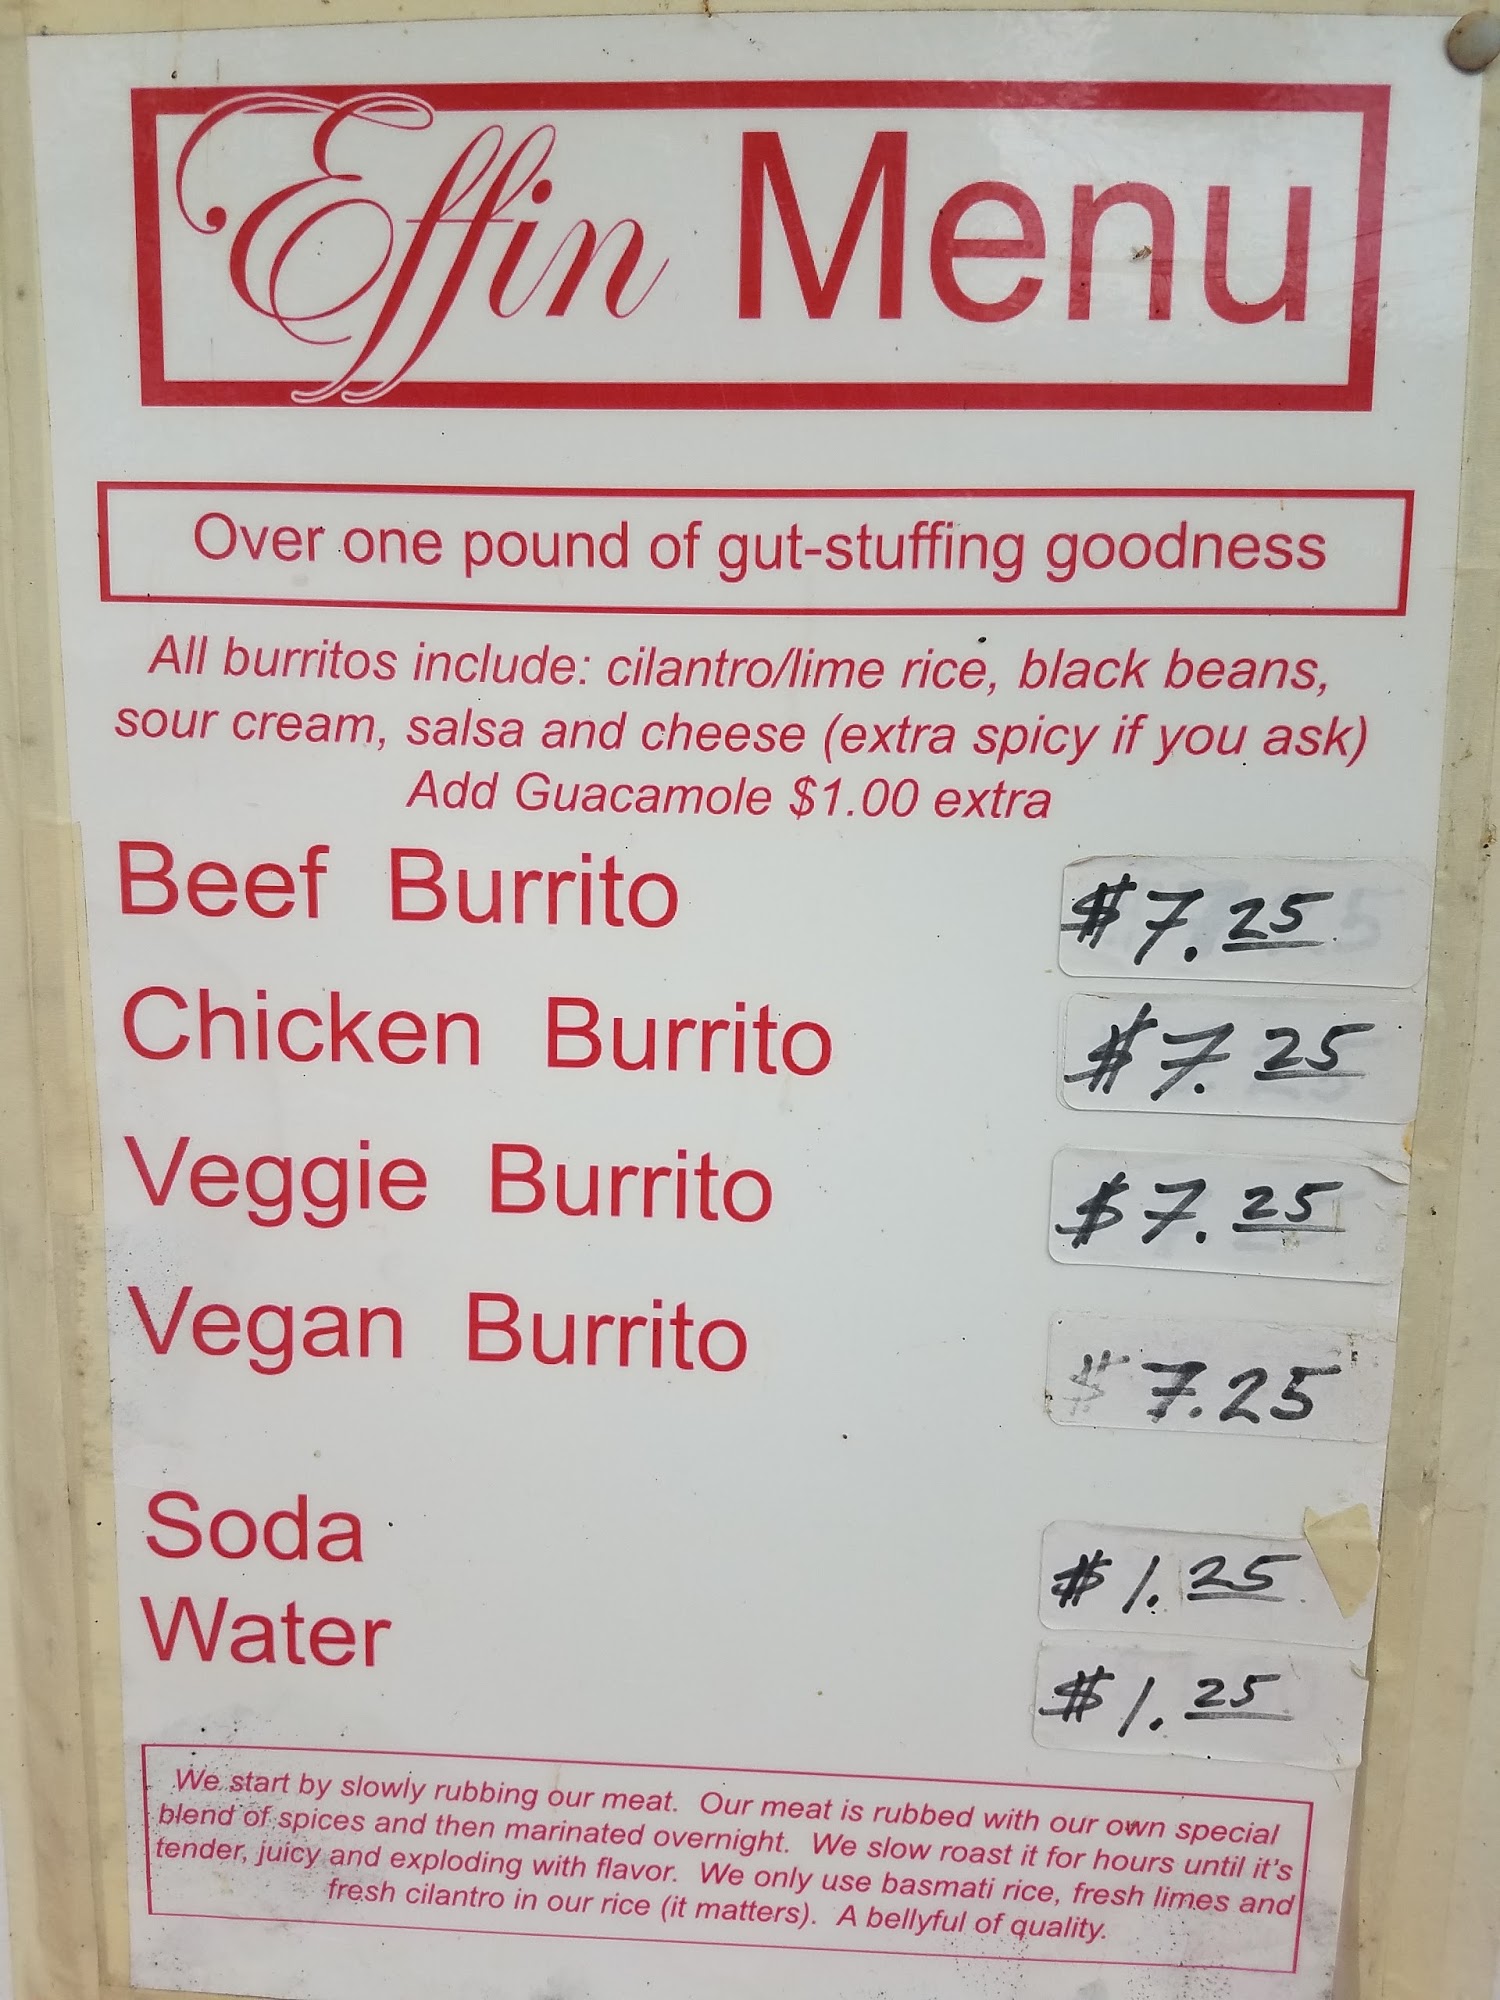 Effin Menu
Over one pound of gut-stuffing goodness
All burritos include: cilantro/lime rice, black beans,
sour cream, salsa and cheese (extra spicy if you ask)
Add Guacamole $1.00 extra
Beef Burrito $7.25
Chicken Burrito $7.25
Veggie Burrito $7.25
Vegan Burrito $7.25
Soda $1.25
Water $1.25
We start by slowly rubbing our meat. Our meat is rubbed with our own special
blend of spices and then marinated overnight. We slow roast it for hours until it's
tender, juicy and exploding with flavor. We only use basmati rice, fresh limes and
fresh cilantro in our rice (it matters). A bellyful of quality.